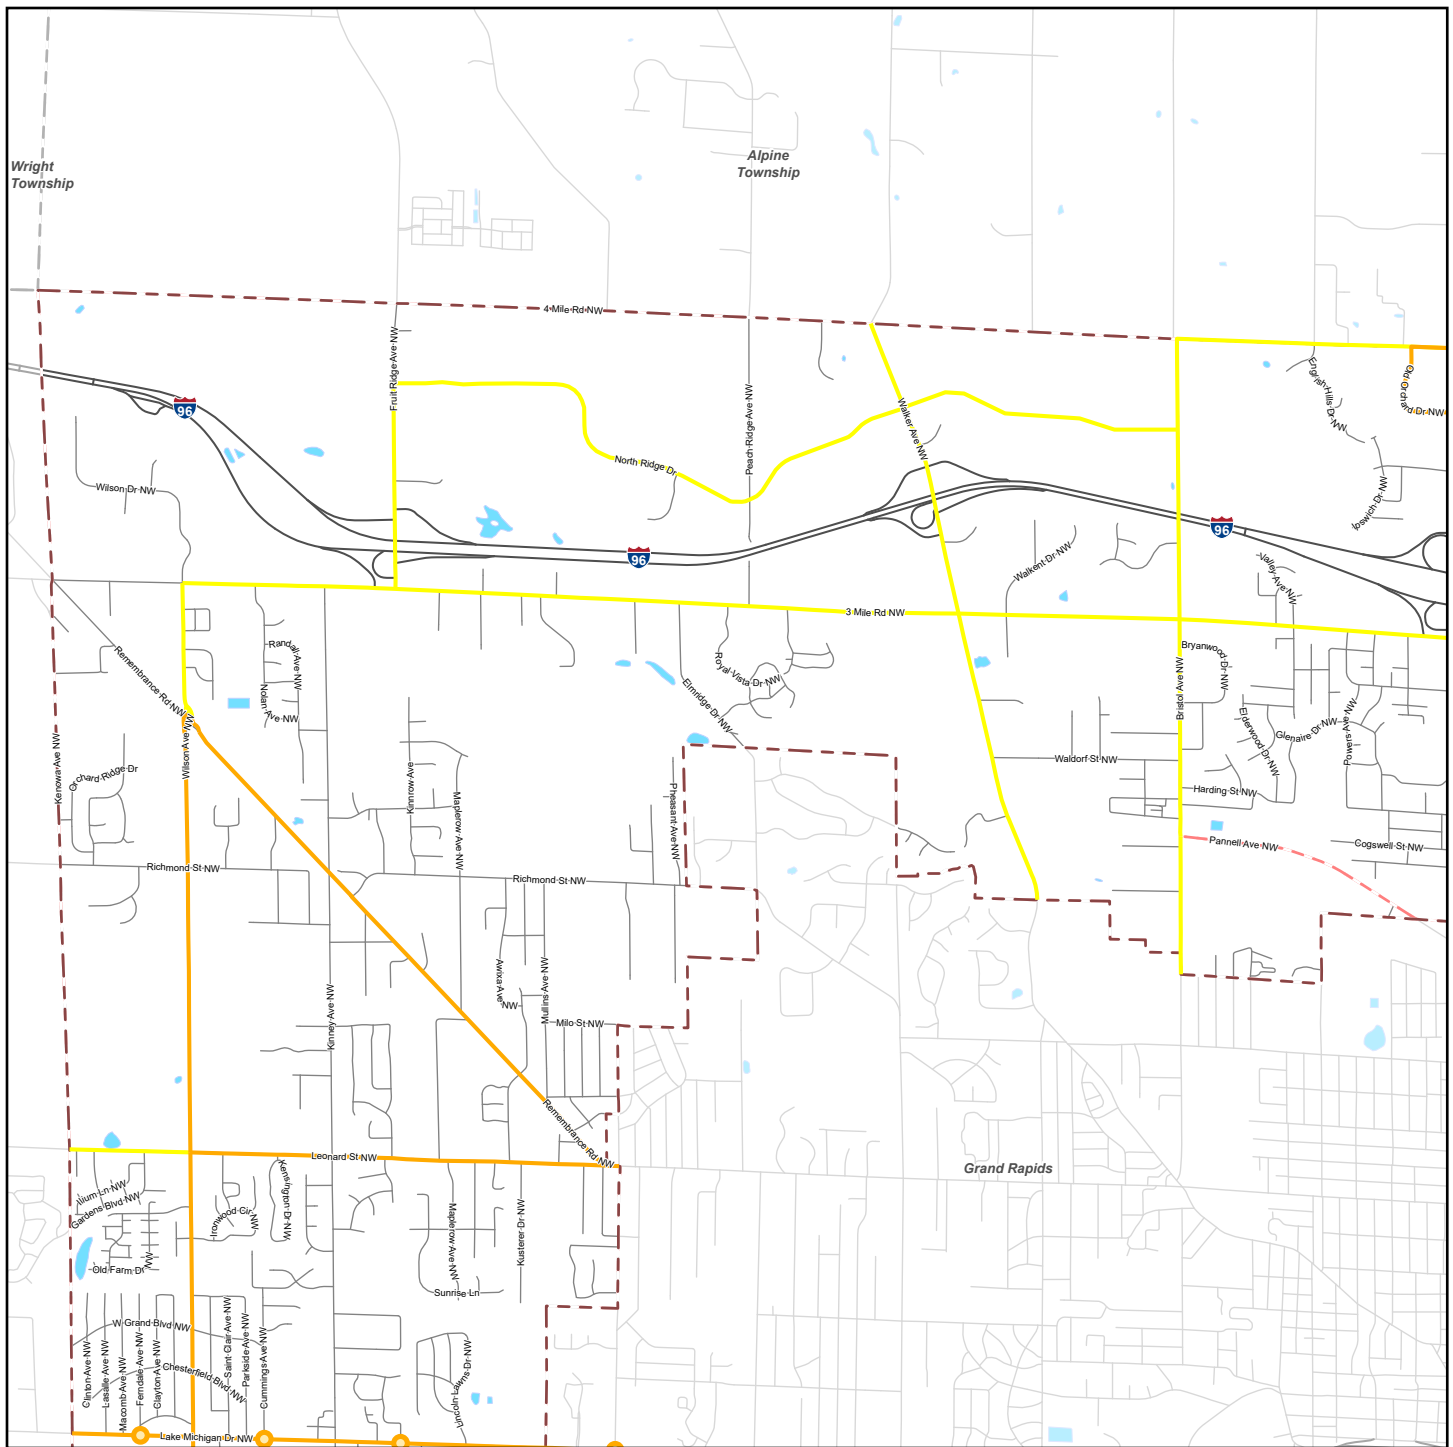 Wright
Township
Alpine
Township
4 Mile Rd NW
Fruit Ridge Ave NW
Peach Ridge Ave NW
Walker Ave NW
English Hills Dr NW
Old Orchard Dr NW
96
North Ridge Dr
Wilson Dr NW
Ipswich Dr NW
96
96
Walkent Dr NW
Valley Ave NW
3 Mile Rd NW
Remembrance Rd NW
Randall Ave NW
Nolan Ave NW
Royal Vista Dr NW
Elmridge Dr NW
Bryanwood Dr NW
Bristol Ave NW
Elderwood Dr NW
Glenaire Dr NW
Powers Ave NW
Kenowa Ave NW
Wilson Ave NW
Orchard Ridge Dr
Kinnrow Ave
Maplerow Ave NW
Pheasant Ave NW
Waldorf St NW
Harding St NW
Pannell Ave NW
Cogswell St NW
Richmond St NW
Richmond St NW
Kinney Ave NW
Awixa Ave NW
Mullins Ave NW
Milo St NW
Remembrance Rd NW
Leonard St NW
Grand Rapids
Ilium Ln NW
Gardens Blvd NW
Ironwood Cir NW
Kensington Dr NW
Maplerow Ave NW
Kusterer Dr NW
Old Farm Dr NW
Sunrise Ln
W Grand Blvd NW
Clinton Ave NW
Lasalle Ave NW
Macomb Ave NW
Ferndale Ave NW
Clayton Ave NW
Chesterfield Blvd NW
Saint Clair Ave NW
Parkside Ave NW
Cummings Ave NW
Lincoln Lawns Dr NW
Lake Michigan Dr NW